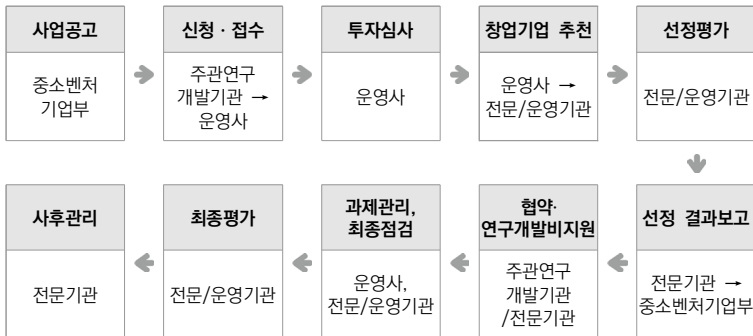 사업공고
중소벤처
기업부
신청 · 접수
주관연구
개발기관 →
운영사
투자심사
운영사
창업기업 추천
운영사 →
전문/운영기관
선정평가
전문/운영기관
사후관리
전문기관
최종평가
전문/운영기관
과제관리,
최종점검
운영사,
전문/운영기관
협약·
연구개발비지원
주관연구
개발기관
/전문기관
선정 결과보고
전문기관 →
중소벤처기업부